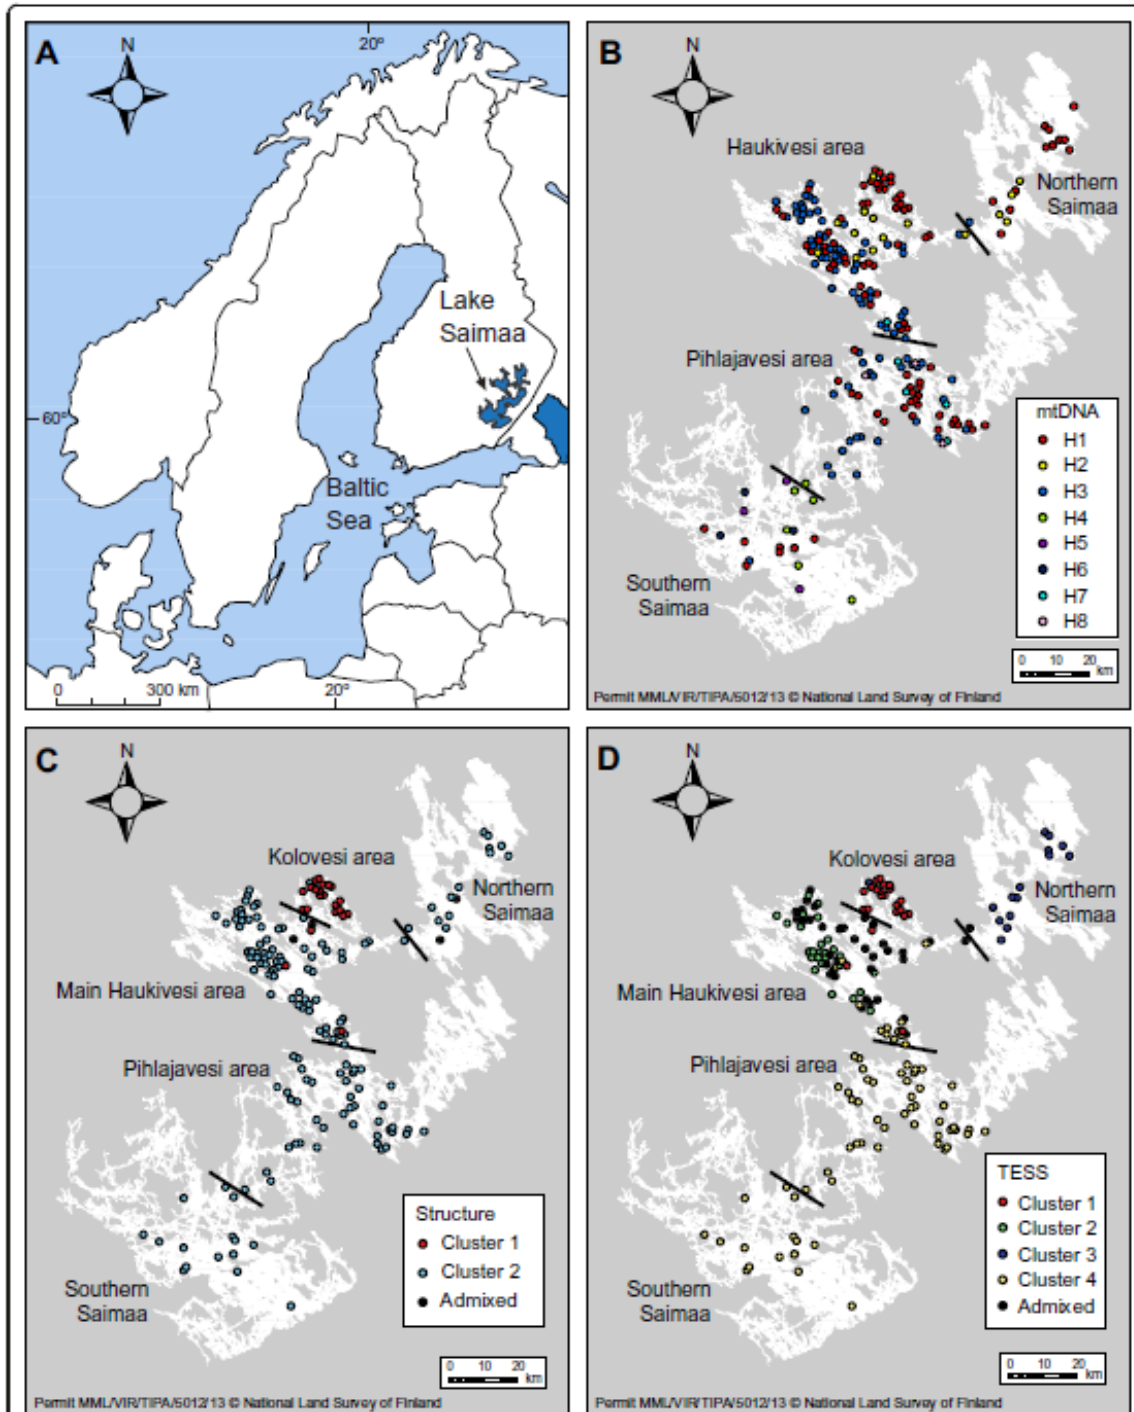 A
N
20°
Lake
Saimaa
60°
Baltic
Sea
0 300 km
20°
B
N
Haukivesi area
Northern
Saimaa
Pihlajavesi area
Southern
Saimaa
mtDNA
H1
H2
H3
H4
H5
H6
H7
H8
0 10 20
km
Permit MML/VIR/TIPA/5012/13 © National Land Survey of Finland
C
N
Kolovesi area
Northern
Saimaa
Main Haukivesi area
Pihlajavesi area
Southern
Saimaa
Structure
Cluster 1
Cluster 2
Admixed
0 10 20
km
Permit MML/VIR/TIPA/5012/13 © National Land Survey of Finland
D
N
Kolovesi area
Northern
Saimaa
Main Haukivesi area
Pihlajavesi area
Southern
Saimaa
TESS
Cluster 1
Cluster 2
Cluster 3
Cluster 4
Admixed
0 10 20
km
Permit MML/VIR/TIPA/5012/13 © National Land Survey of Finland